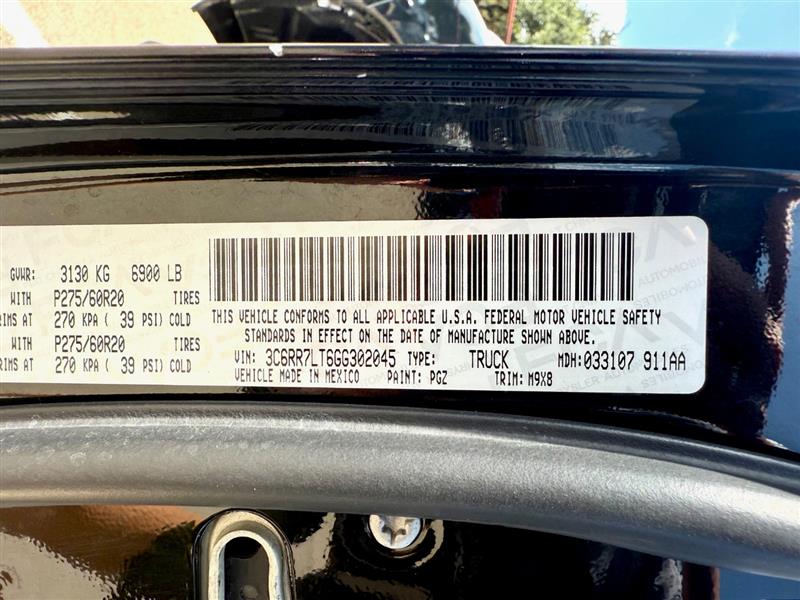 GVWR: 3130 KG 6900 LB
WITH P275/60R20 TIRES
RIMS AT 270 KPA ( 39 PSI) COLD
WITH P275/60R20 TIRES
RIMS AT 270 KPA ( 39 PSI) COLD
THIS VEHICLE CONFORMS TO ALL APPLICABLE U.S.A. FEDERAL MOTOR VEHICLE SAFETY
STANDARDS IN EFFECT ON THE DATE OF MANUFACTURE SHOWN ABOVE.
VIN: 3C6RR7LT6GG302045 TYPE: TRUCK MDH:033107 911AA
VEHICLE MADE IN MEXICO PAINT: PGZ TRIM: M9X8